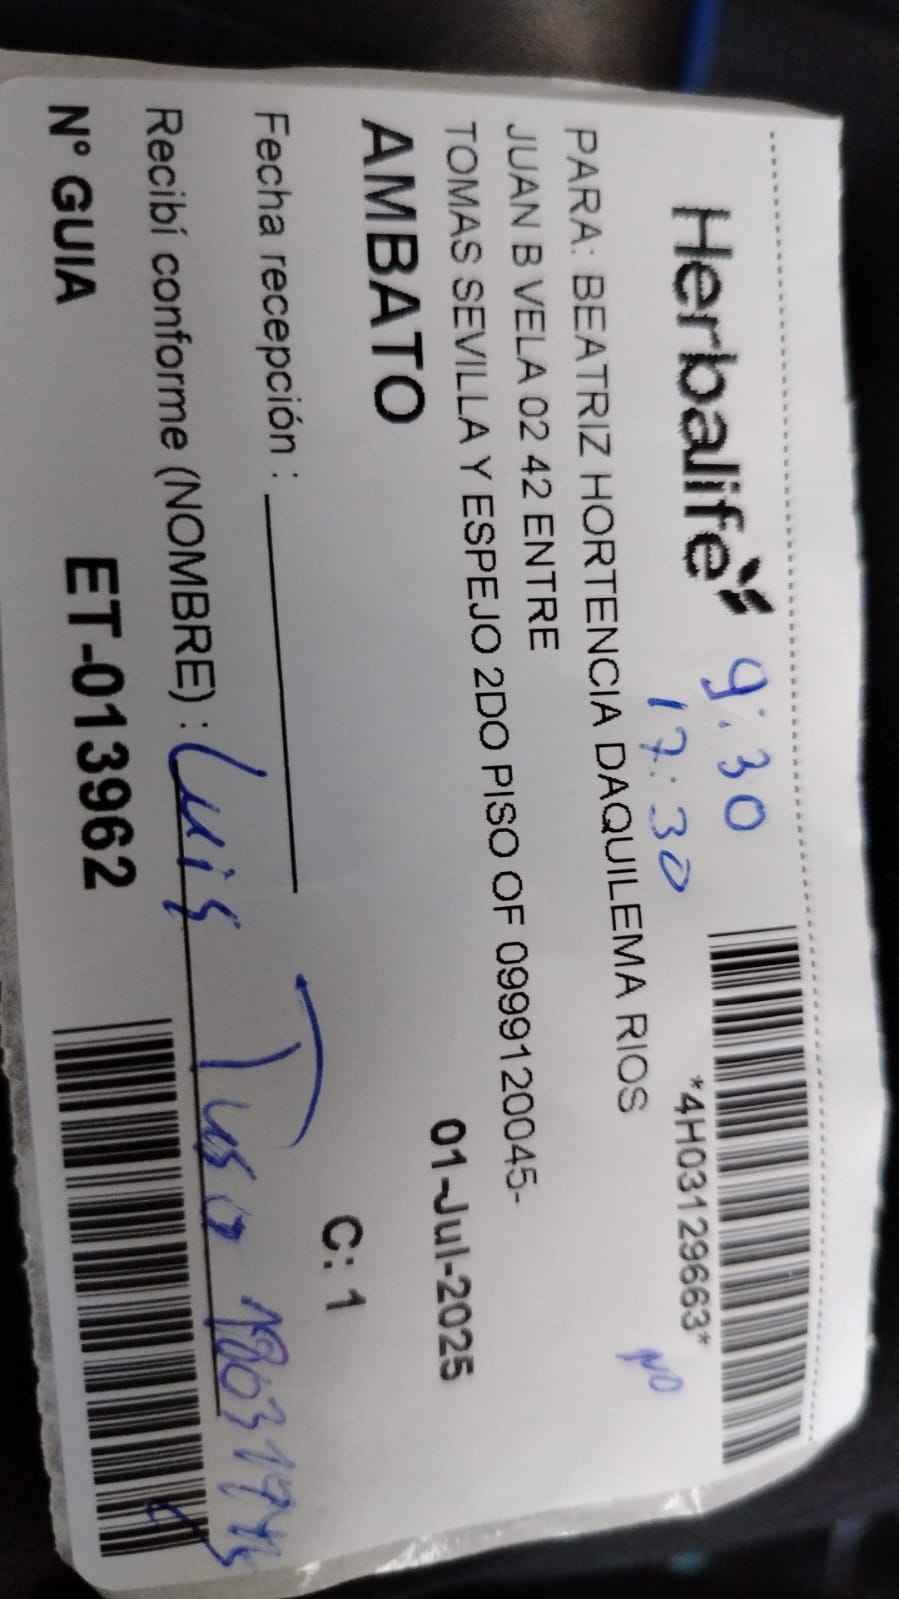 Herbalife
9:30
17:30
*4H03129663*
NO
PARA: BEATRIZ HORTENCIA DAQUILEMA RIOS
JUAN B VELA 02 42 ENTRE
TOMAS SEVILLA Y ESPEJO 2DO PISO OF 0999120045-
01-Jul-2025
AMBATO
C: 1
Fecha recepción :
Recibí conforme (NOMBRE) : Luis
N° GUIA ET-013962